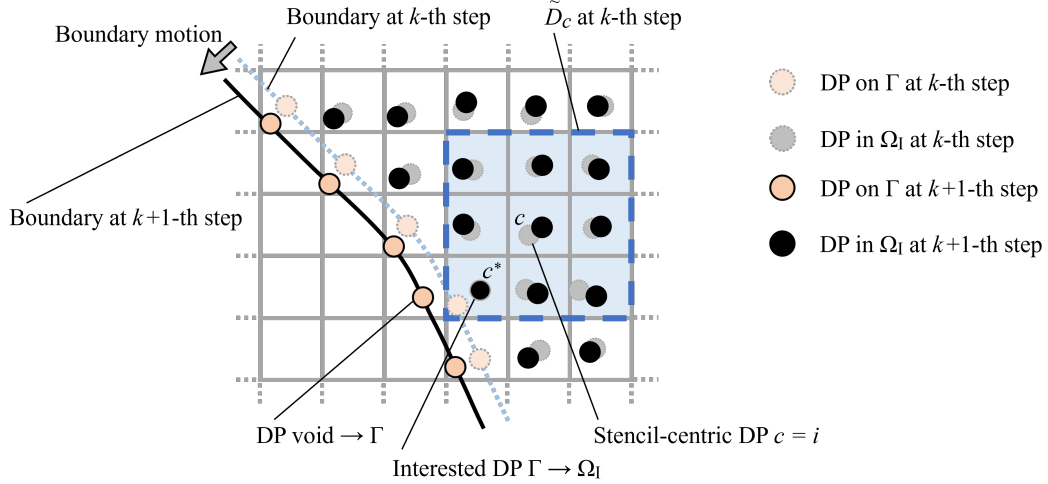 Boundary motion
Boundary at k-th step
D̃c at k-th step
DP on Γ at k-th step
DP in ΩI at k-th step
DP on Γ at k+1-th step
DP in ΩI at k+1-th step
Boundary at k+1-th step
c
c*
DP void → Γ
Stencil-centric DP c = i
Interested DP Γ → ΩI